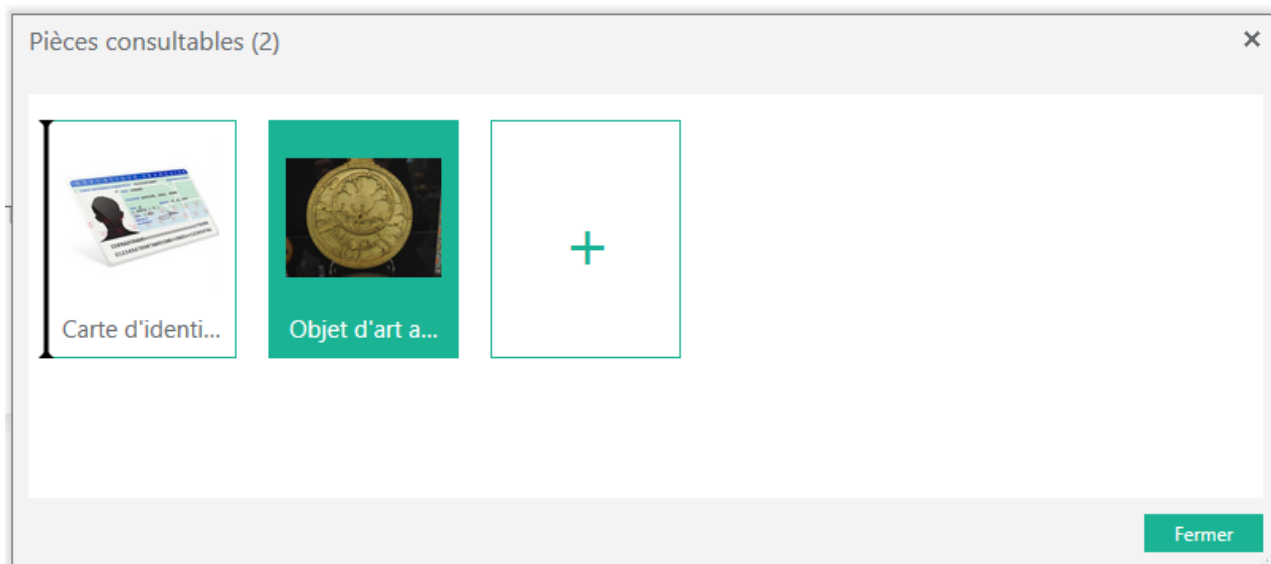 Pièces consultables (2)
Carte d'identi...
Objet d'art a...
Fermer